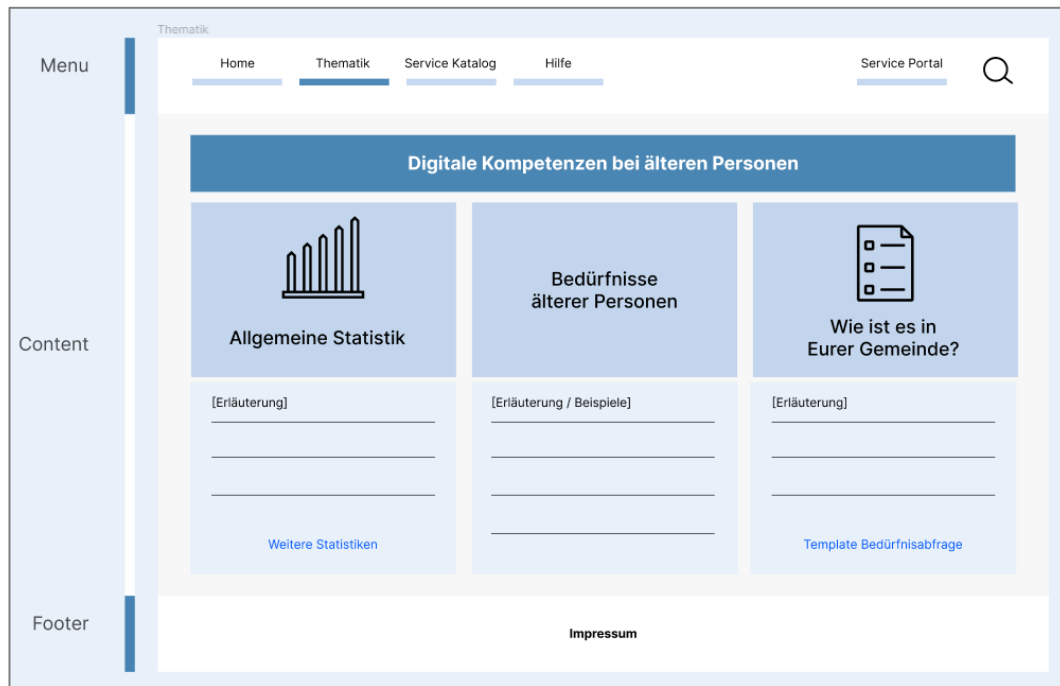 Thematik
Menu
Home
Thematik
Service Katalog
Hilfe
Service Portal
Content
Digitale Kompetenzen bei älteren Personen
Allgemeine Statistik
Bedürfnisse
älterer Personen
Wie ist es in
Eurer Gemeinde?
[Erläuterung]
[Erläuterung / Beispiele]
[Erläuterung]
Weitere Statistiken
Template Bedürfnisabfrage
Footer
Impressum